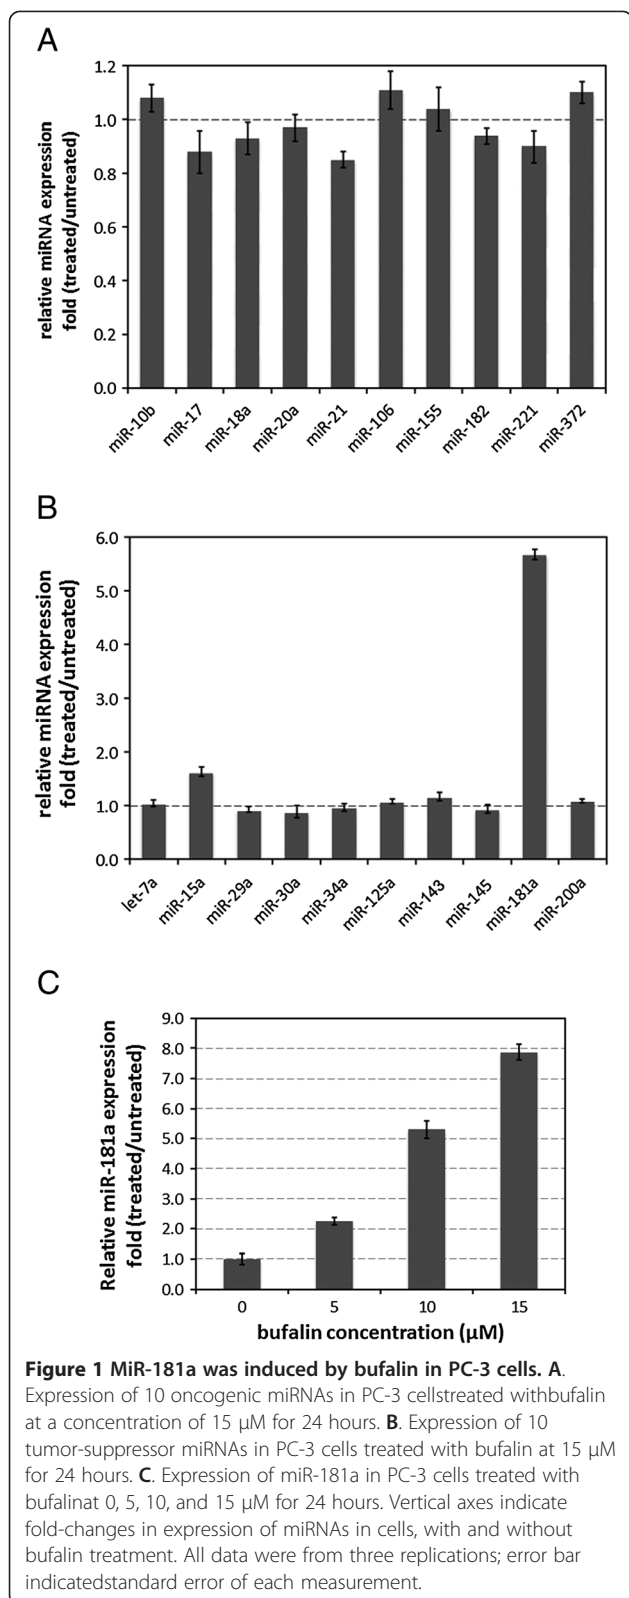 A
relative miRNA expression
fold (treated/untreated)
1.2
1.0
0.8
0.6
0.4
0.2
0.0
miR-10b
miR-17
miR-18a
miR-20a
miR-21
miR-106
miR-155
miR-182
miR-221
miR-372
B
relative miRNA expression
fold (treated/untreated)
6.0
5.0
4.0
3.0
2.0
1.0
0.0
let-7a
miR-15a
miR-29a
miR-30a
miR-34a
miR-125a
miR-143
miR-145
miR-181a
miR-200a
C
Relative miR-181a expression
fold (treated/untreated)
9.0
8.0
7.0
6.0
5.0
4.0
3.0
2.0
1.0
0.0
0
5
10
15
bufalin concentration (μM)
Figure 1 MiR-181a was induced by bufalin in PC-3 cells. A.
Expression of 10 oncogenic miRNAs in PC-3 cellstreated withbufalin
at a concentration of 15 μM for 24 hours. B. Expression of 10
tumor-suppressor miRNAs in PC-3 cells treated with bufalin at 15 μM
for 24 hours. C. Expression of miR-181a in PC-3 cells treated with
bufalinat 0, 5, 10, and 15 μM for 24 hours. Vertical axes indicate
fold-changes in expression of miRNAs in cells, with and without
bufalin treatment. All data were from three replications; error bar
indicatedstandard error of each measurement.